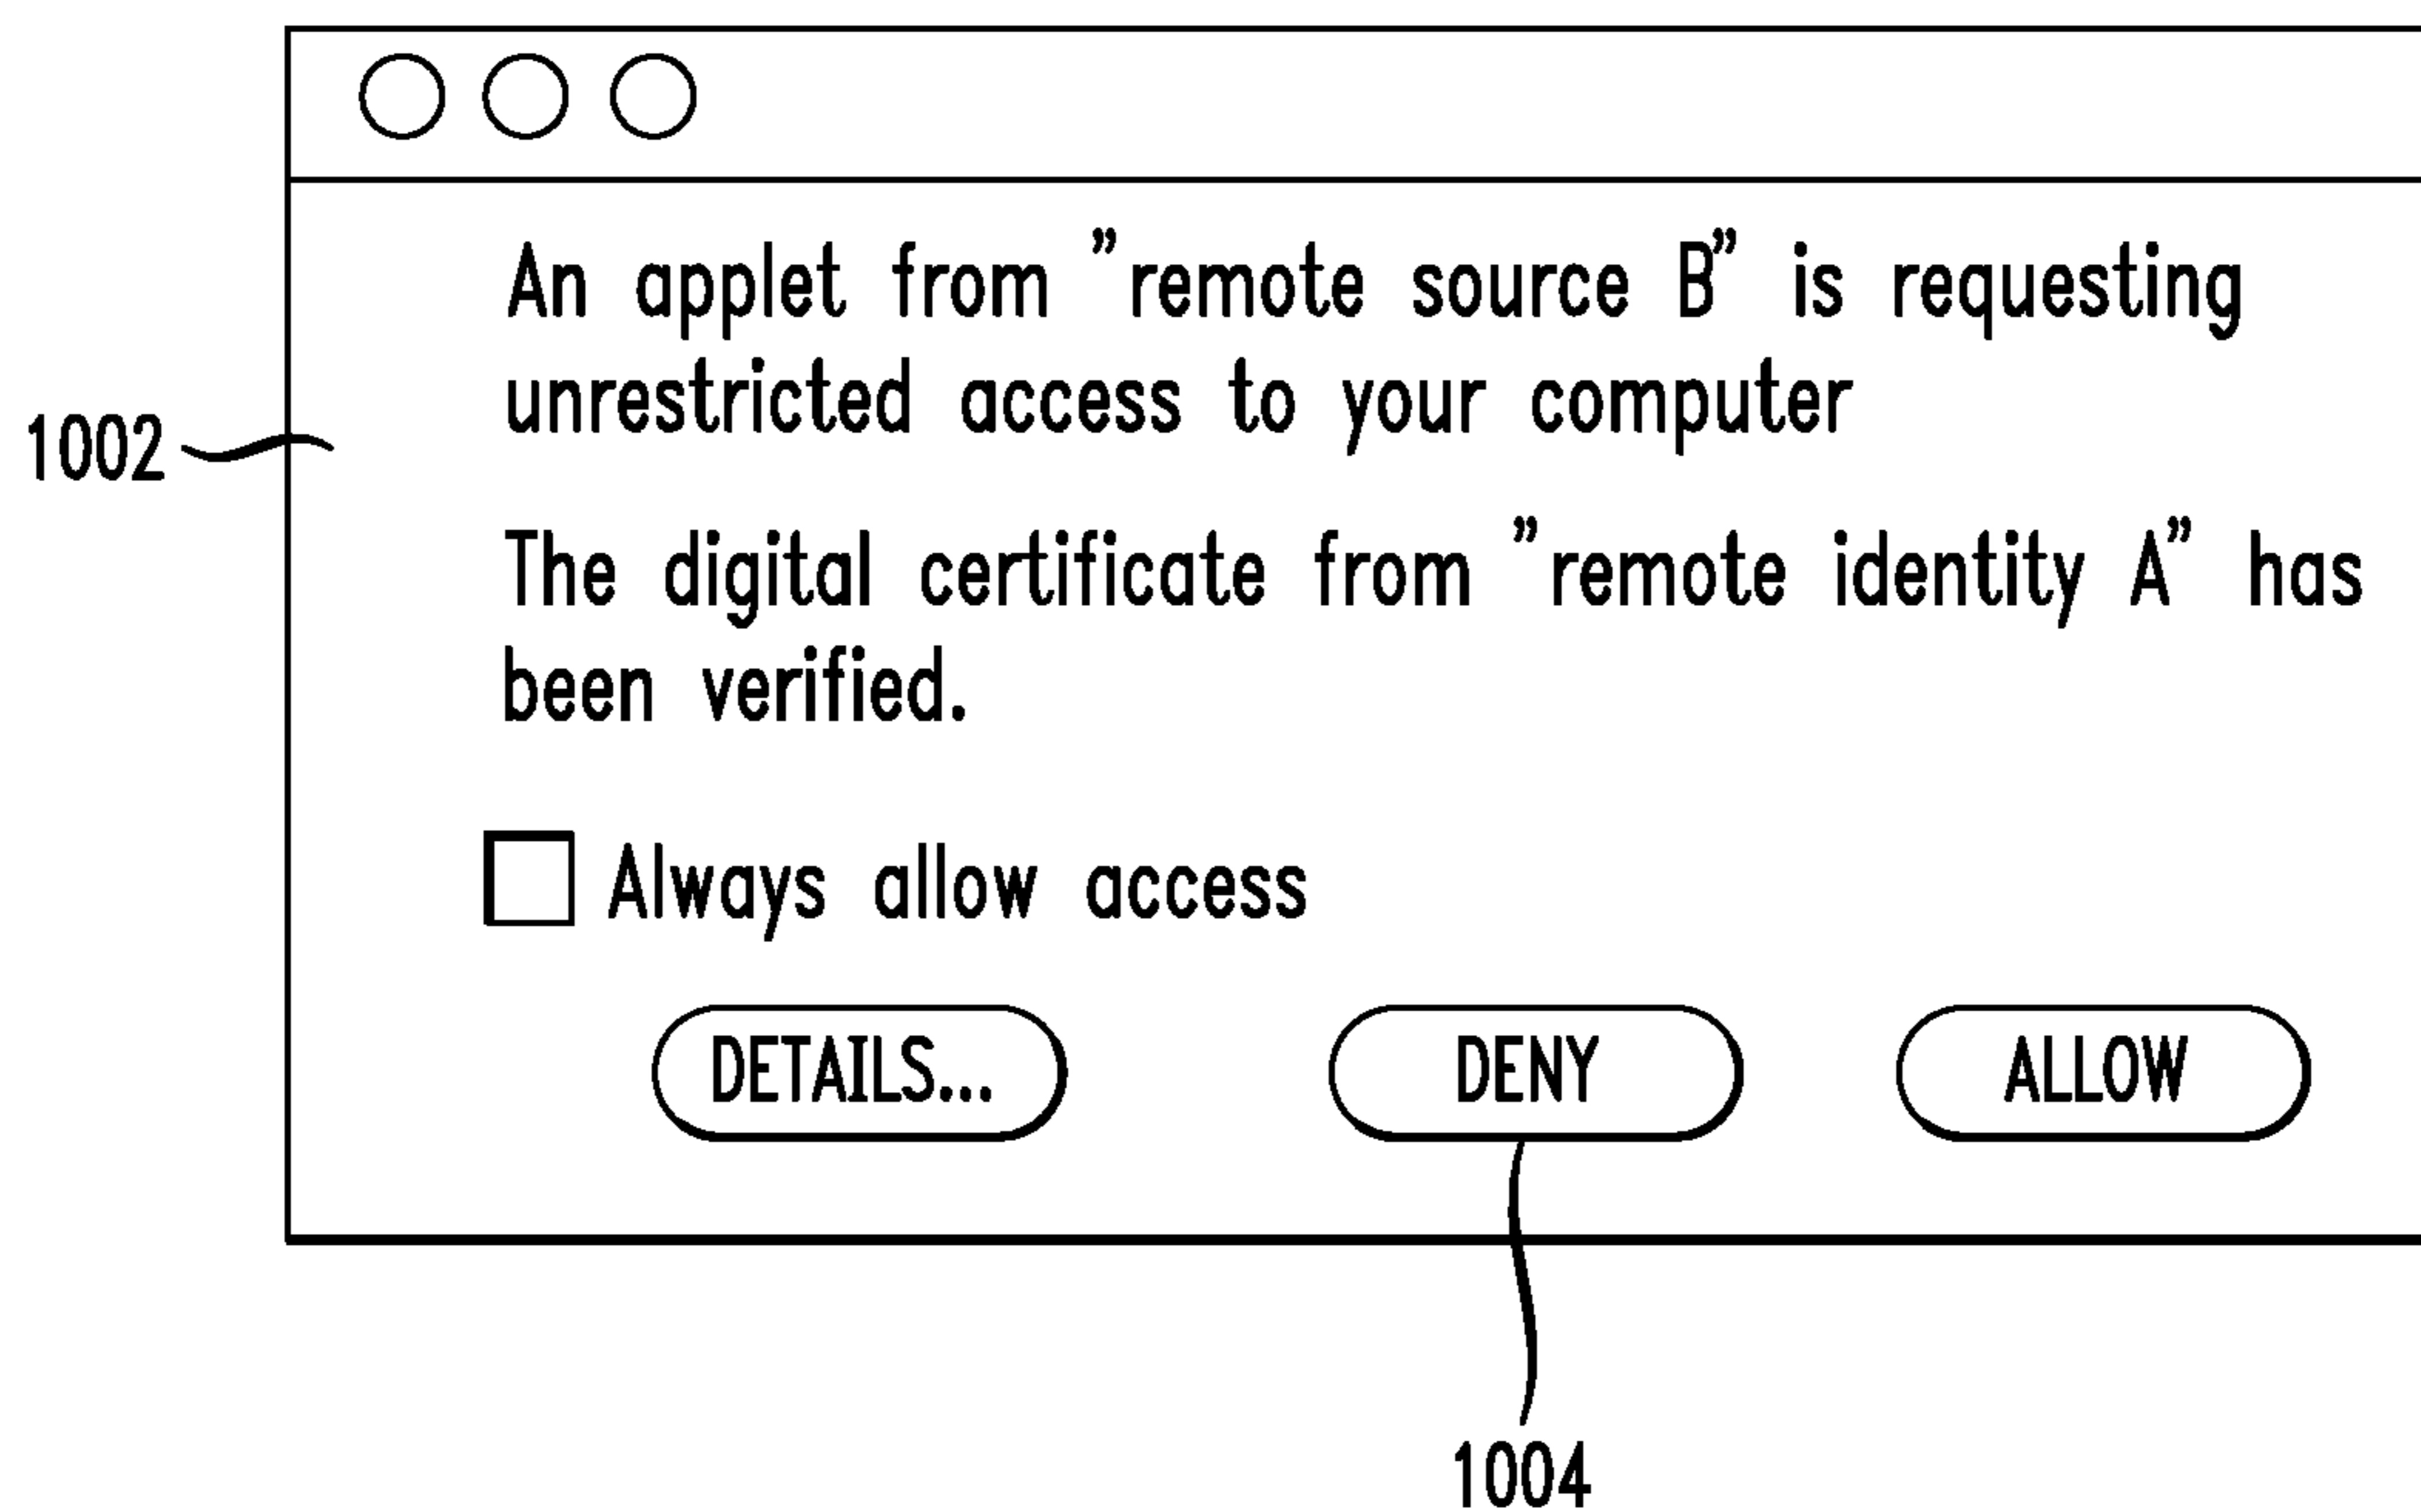 An applet from ”remote source B” is requesting
unrestricted access to your computer
1002
The digital certificate from ”remote identity A” has
been verified.
Always allow access
DETAILS... DENY ALLOW
1004